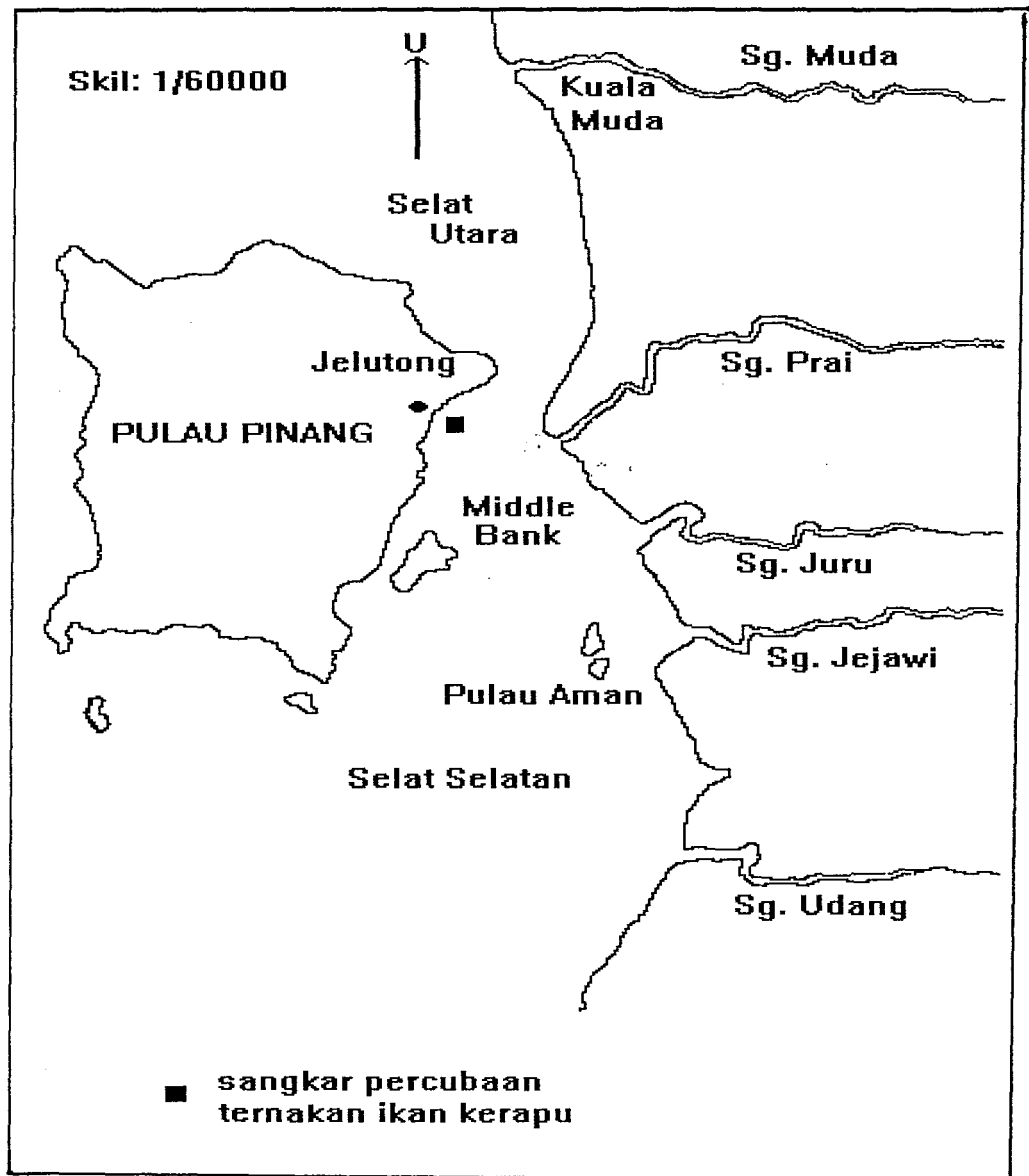 U
Skil: 1/60000
Sg. Muda
Kuala
Muda
Selat
Utara
Jelutong
Sg. Prai
PULAU PINANG
Middle
Bank
Sg. Juru
Sg. Jejawi
Pulau Aman
Selat Selatan
Sg. Udang
sangkar percubaan
ternakan ikan kerapu